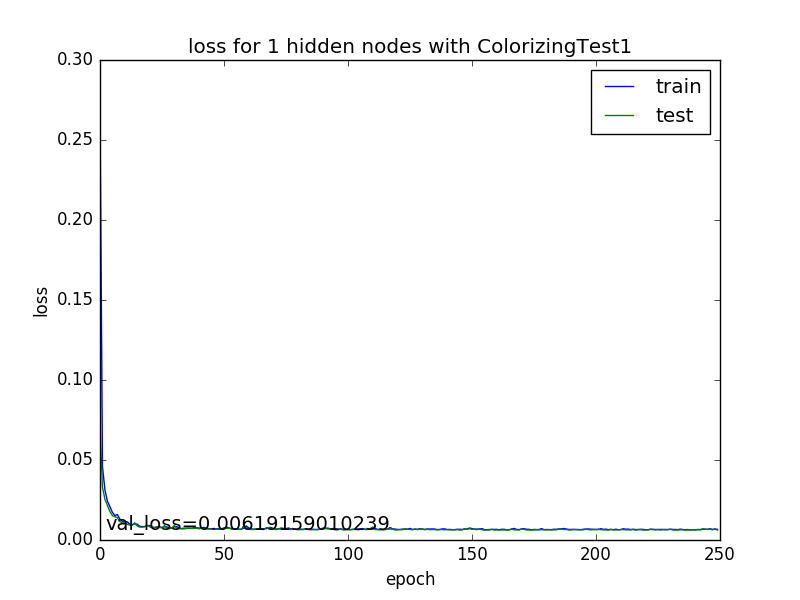 loss for 1 hidden nodes with ColorizingTest1
0.30
0.25
0.20
0.15
0.10
0.05
0.00
loss
train
test
val_loss=0.00619159010239
0 50 100 150 200 250
epoch